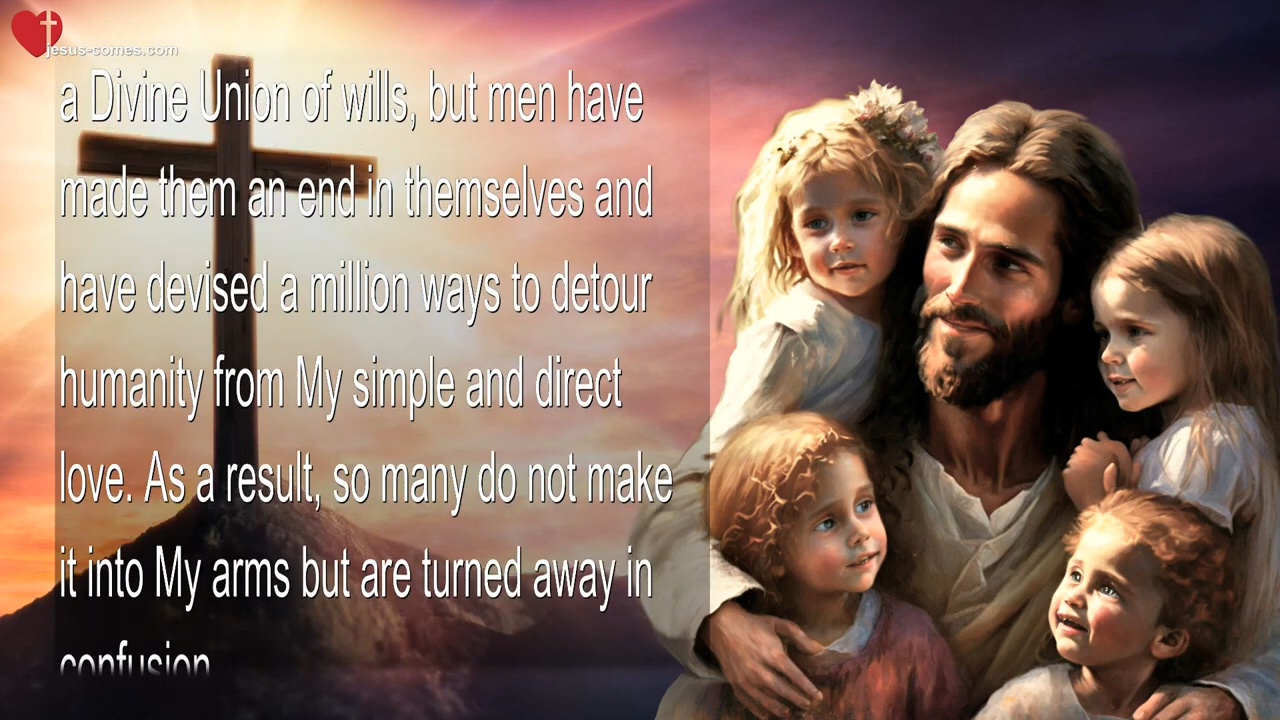 jesus-comes.com
a Divine Union of wills, but men have
made them an end in themselves and
have devised a million ways to detour
humanity from My simple and direct
love. As a result, so many do not make
it into My arms but are turned away in
confusion